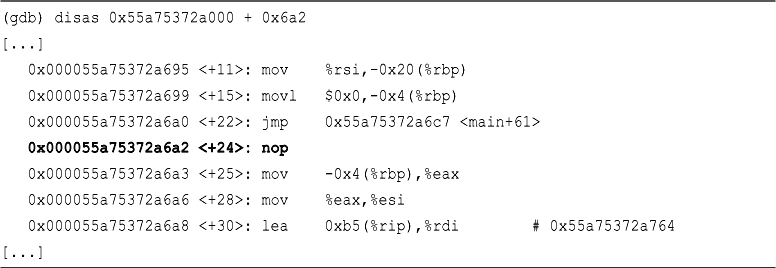 (gdb) disas 0x55a75372a000 + 0x6a2
[...]
0x000055a75372a695 <+11>: mov %rsi,-0x20(%rbp)
0x000055a75372a699 <+15>: movl $0x0,-0x4(%rbp)
0x000055a75372a6a0 <+22>: jmp 0x55a75372a6c7 <main+61>
0x000055a75372a6a2 <+24>: nop
0x000055a75372a6a3 <+25>: mov -0x4(%rbp),%eax
0x000055a75372a6a6 <+28>: mov %eax,%esi
0x000055a75372a6a8 <+30>: lea 0xb5(%rip),%rdi # 0x55a75372a764
[...]